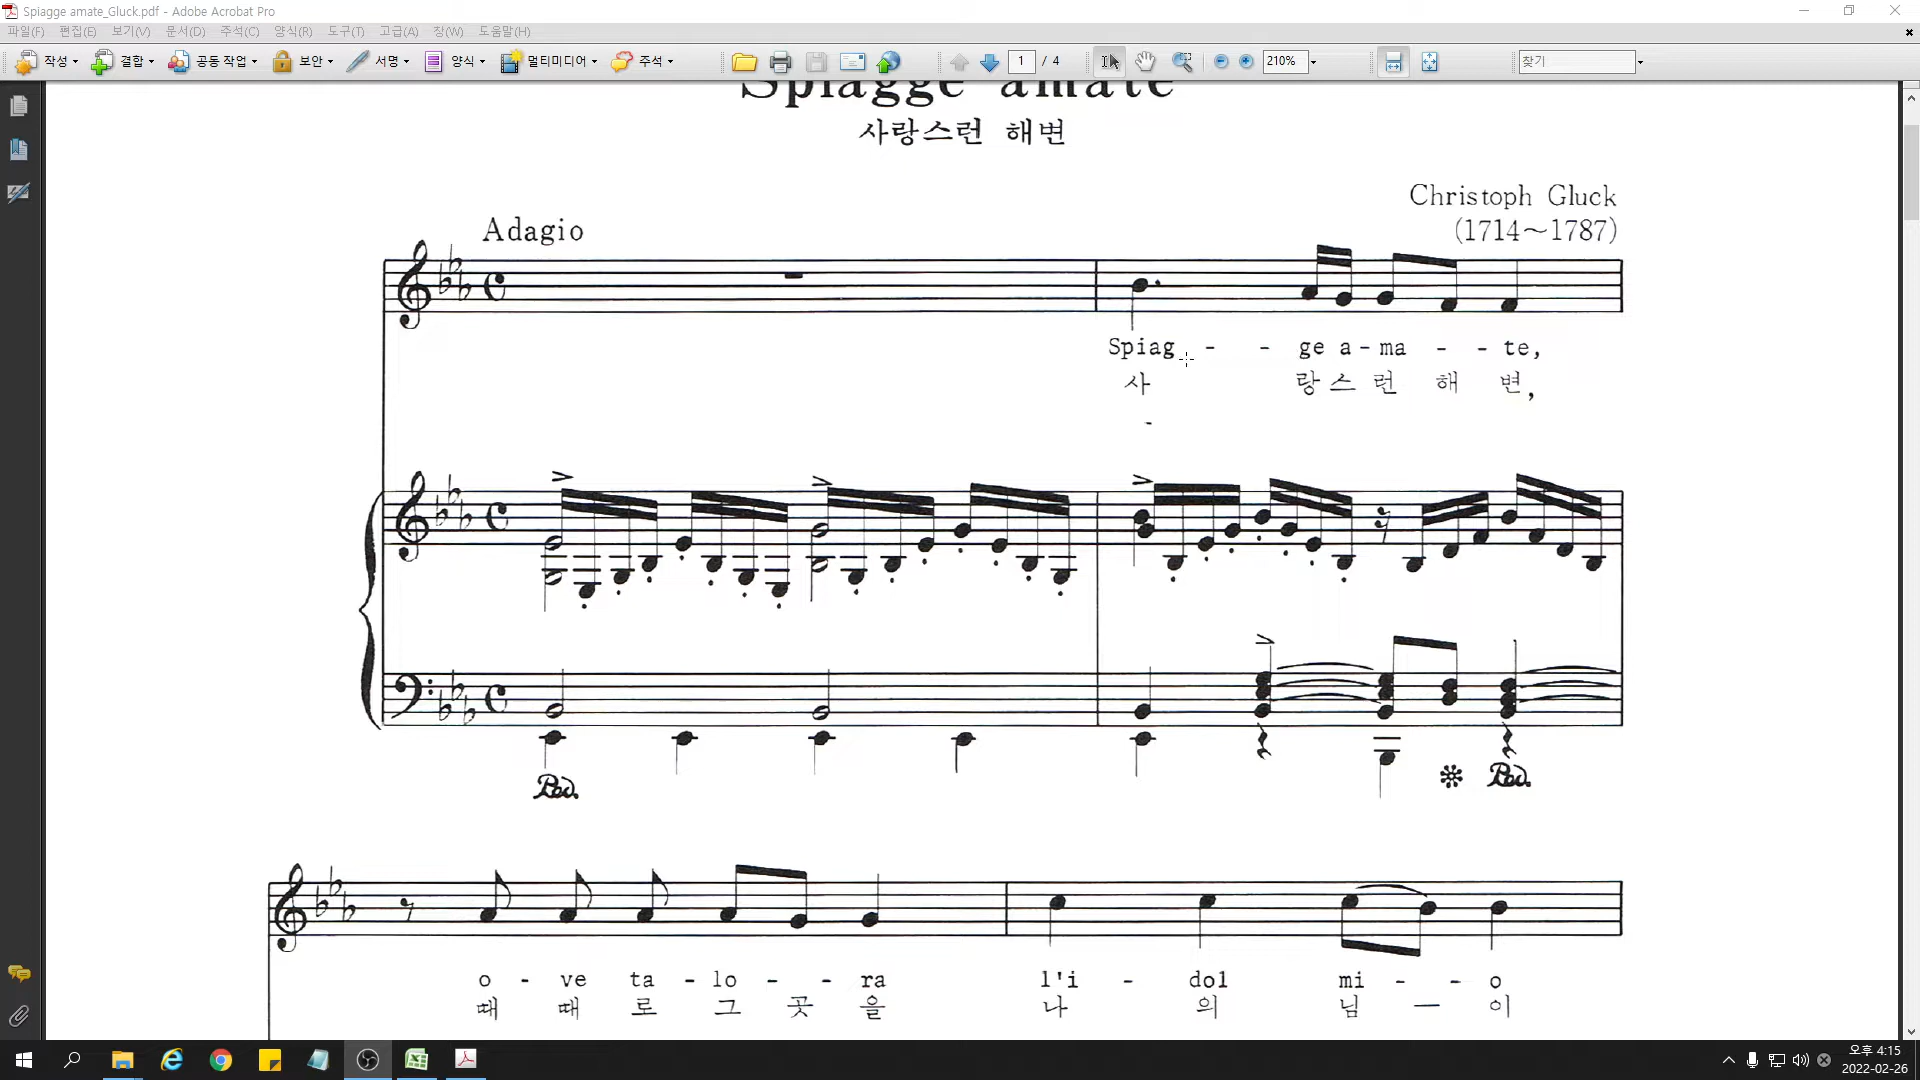 Spiagge amate_Gluck.pdf - Adobe Acrobat Pro
파일(F) 편집(E) 보기(V) 문서(D) 주석(C) 양식(R) 도구(T) 고급(A) 창(W) 도움말(H)
작성 결합 공동 작업 보안 서명 양식 멀티미디어 주석 1 / 4 210% 찾기
Spiagge amate
사랑스런 해변
Christoph Gluck
(1714~1787)
Adagio
Spiag - - ge a - ma - - te,
사 랑 스 런 해 변,
Ped. Ped.
o - ve ta - lo - - ra l'i - dol mi - - o
때 때 로 그 곳 을 나 의 님 — 이
오후 4:15
2022-02-26